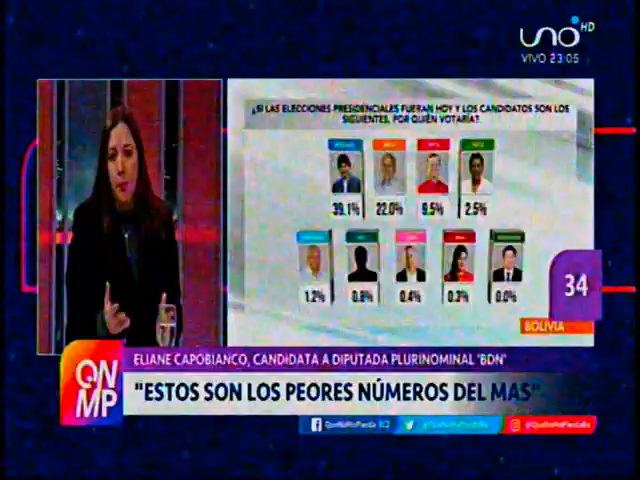 UNO HD
VIVO 23:05
¿SI LAS ELECCIONES PRESIDENCIALES FUERAN HOY Y LOS CANDIDATOS SON LOS
SIGUIENTES, POR QUIÉN VOTARÍA?
39.1% 22.0% 9.5% 2.5%
1.2% 0.8% 0.4% 0.3% 0.0%
34
BOLIVIA
ELIANE CAPOBIANCO, CANDIDATA A DIPUTADA PLURINOMINAL 'BDN'
QN
MP
"ESTOS SON LOS PEORES NÚMEROS DEL MAS"